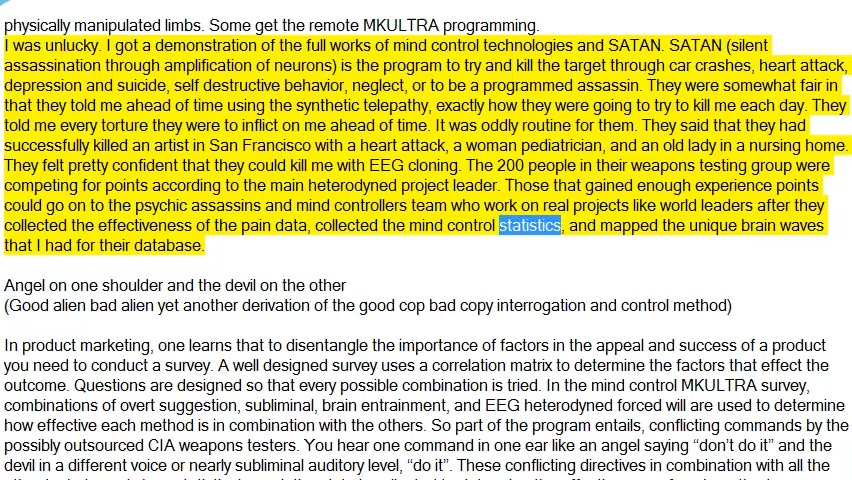 physically manipulated limbs. Some get the remote MKULTRA programming.
I was unlucky. I got a demonstration of the full works of mind control technologies and SATAN. SATAN (silent
assassination through amplification of neurons) is the program to try and kill the target through car crashes, heart attack,
depression and suicide, self destructive behavior, neglect, or to be a programmed assassin. They were somewhat fair in
that they told me ahead of time using the synthetic telepathy, exactly how they were going to try to kill me each day. They
told me every torture they were to inflict on me ahead of time. It was oddly routine for them. They said that they had
successfully killed an artist in San Francisco with a heart attack, a woman pediatrician, and an old lady in a nursing home.
They felt pretty confident that they could kill me with EEG cloning. The 200 people in their weapons testing group were
competing for points according to the main heterodyned project leader. Those that gained enough experience points
could go on to the psychic assassins and mind controllers team who work on real projects like world leaders after they
collected the effectiveness of the pain data, collected the mind control statistics, and mapped the unique brain waves
that I had for their database.
Angel on one shoulder and the devil on the other
(Good alien bad alien yet another derivation of the good cop bad copy interrogation and control method)
In product marketing, one learns that to disentangle the importance of factors in the appeal and success of a product
you need to conduct a survey. A well designed survey uses a correlation matrix to determine the factors that effect the
outcome. Questions are designed so that every possible combination is tried. In the mind control MKULTRA survey,
combinations of overt suggestion, subliminal, brain entrainment, and EEG heterodyned forced will are used to determine
how effective each method is in combination with the others. So part of the program entails, conflicting commands by the
possibly outsourced CIA weapons testers. You hear one command in one ear like an angel saying “don’t do it” and the
devil in a different voice or nearly subliminal auditory level, “do it”. These conflicting directives in combination with all the